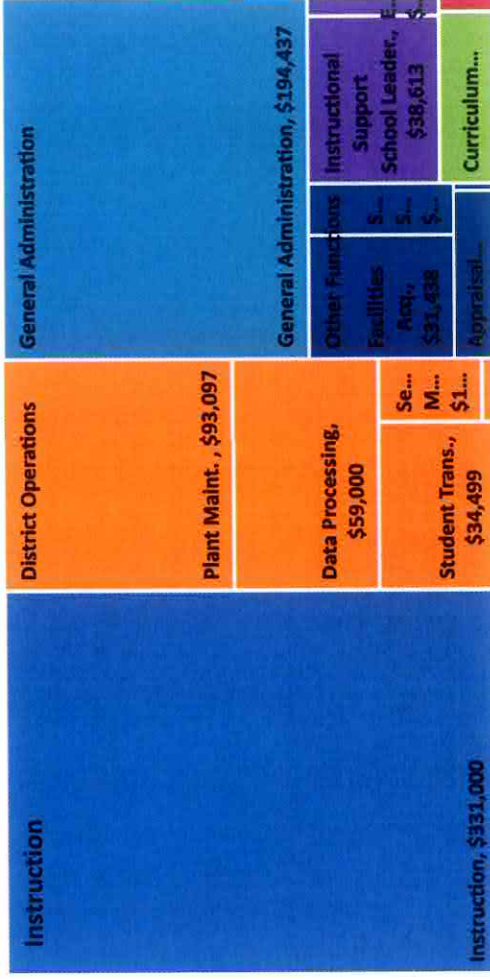 Instruction
Instruction, $331,000
District Operations
Plant Maint. , $93,097
Data Processing,
$59,000
Student Trans.,
$34,499
Se...
M...
$1...
General Administration
General Administration, $194,437
Other Functions
Facilities
Acq.,
$31,438
S...
S...
$...
Appraisal...
Instructional
Support
School Leader.,
$38,613
E...
$...
Curriculum...